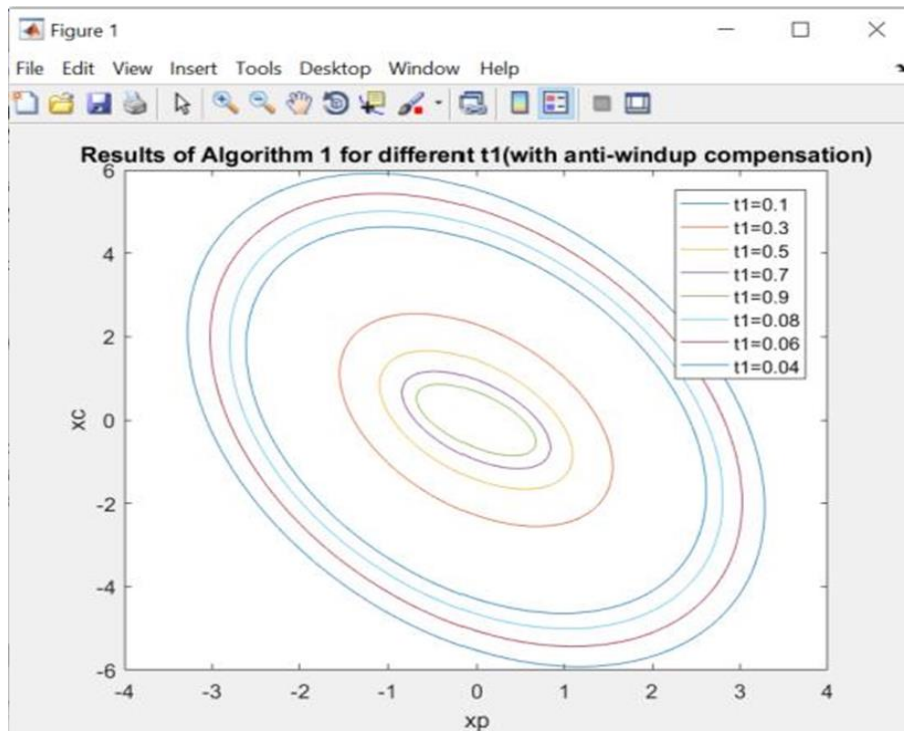 Figure 1
File Edit View Insert Tools Desktop Window Help
Results of Algorithm 1 for different t1(with anti-windup compensation)
6
4
2
0
-2
-4
-6
xc
t1=0.1
t1=0.3
t1=0.5
t1=0.7
t1=0.9
t1=0.08
t1=0.06
t1=0.04
-4 -3 -2 -1 0 1 2 3 4
xp